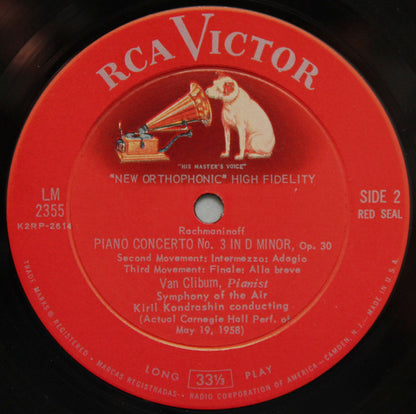 RCA VICTOR
"HIS MASTER'S VOICE"
"NEW ORTHOPHONIC" HIGH FIDELITY
LM
2355
K2RP-2614
SIDE 2
RED SEAL
Rachmaninoff
PIANO CONCERTO No. 3 IN D MINOR, Op. 30
Second Movement: Intermezzo: Adagio
Third Movement: Finale: Alla breve
Van Cliburn, Pianist
Symphony of the Air
Kiril Kondrashin conducting
(Actual Carnegie Hall Perf. of
May 19, 1958)
LONG 33⅓ PLAY
TRADE MARKS ® REGISTERED • MARCAS REGISTRADAS • RADIO CORPORATION OF AMERICA – CAMDEN, N. J. – MADE IN U.S.A.